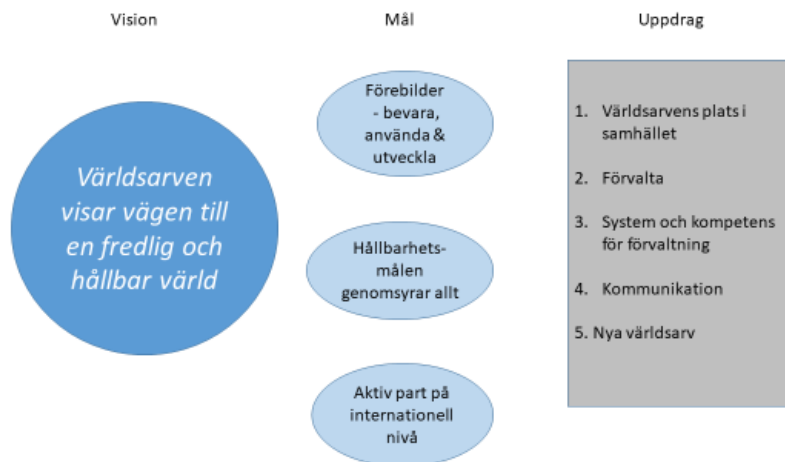 Vision
Mål
Uppdrag
Världsarven
visar vägen till
en fredlig och
hållbar värld
Förebilder
- bevara,
använda &
utveckla
Hållbarhets-
målen
genomsyrar allt
Aktiv part på
internationell
nivå
1. Världsarvens plats i
samhället
2. Förvalta
3. System och kompetens
för förvaltning
4. Kommunikation
5. Nya världsarv